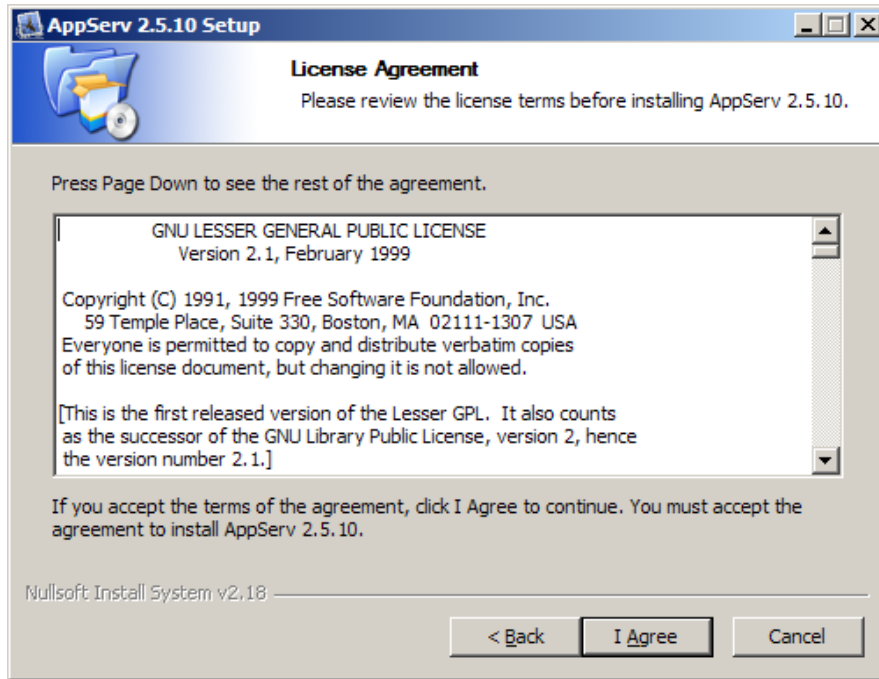 AppServ 2.5.10 Setup
License Agreement
Please review the license terms before installing AppServ 2.5.10.
Press Page Down to see the rest of the agreement.
GNU LESSER GENERAL PUBLIC LICENSE
Version 2.1, February 1999
Copyright (C) 1991, 1999 Free Software Foundation, Inc.
59 Temple Place, Suite 330, Boston, MA  02111-1307  USA
Everyone is permitted to copy and distribute verbatim copies
of this license document, but changing it is not allowed.
[This is the first released version of the Lesser GPL.  It also counts
as the successor of the GNU Library Public License, version 2, hence
the version number 2.1.]
If you accept the terms of the agreement, click I Agree to continue. You must accept the
agreement to install AppServ 2.5.10.
Nullsoft Install System v2.18
< Back
I Agree
Cancel